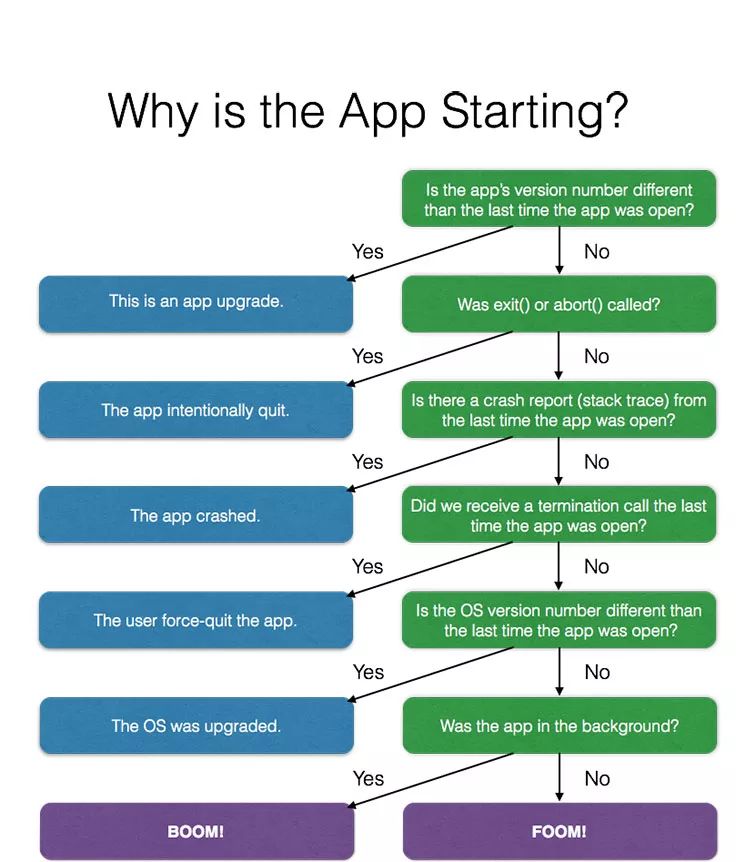 Why is the App Starting?
Is the app's version number different
than the last time the app was open?
Yes
No
This is an app upgrade.
Was exit() or abort() called?
Yes
No
The app intentionally quit.
Is there a crash report (stack trace) from
the last time the app was open?
Yes
No
The app crashed.
Did we receive a termination call the last
time the app was open?
Yes
No
The user force-quit the app.
Is the OS version number different than
the last time the app was open?
Yes
No
The OS was upgraded.
Was the app in the background?
Yes
No
BOOM!
FOOM!